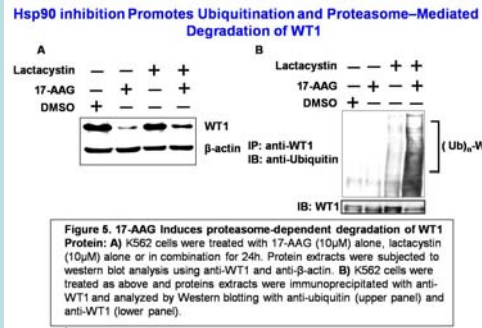 Hsp90 inhibition Promotes Ubiquitination and Proteasome–Mediated
Degradation of WT1
A
Lactacystin — — + +
17-AAG — + — +
DMSO + — — —
WT1
β-actin
B
Lactacystin — — + +
17-AAG — + — +
DMSO + — — —
IP: anti-WT1
IB: anti-Ubiquitin
(Ub)n-W
IB: WT1
Figure 5. 17-AAG Induces proteasome-dependent degradation of WT1
Protein: A) K562 cells were treated with 17-AAG (10µM) alone, lactacystin
(10µM) alone or in combination for 24h. Protein extracts were subjected to
western blot analysis using anti-WT1 and anti-β-actin. B) K562 cells were
treated as above and proteins extracts were immunoprecipitated with anti-
WT1 and analyzed by Western blotting with anti-ubiquitin (upper panel) and
anti-WT1 (lower panel).